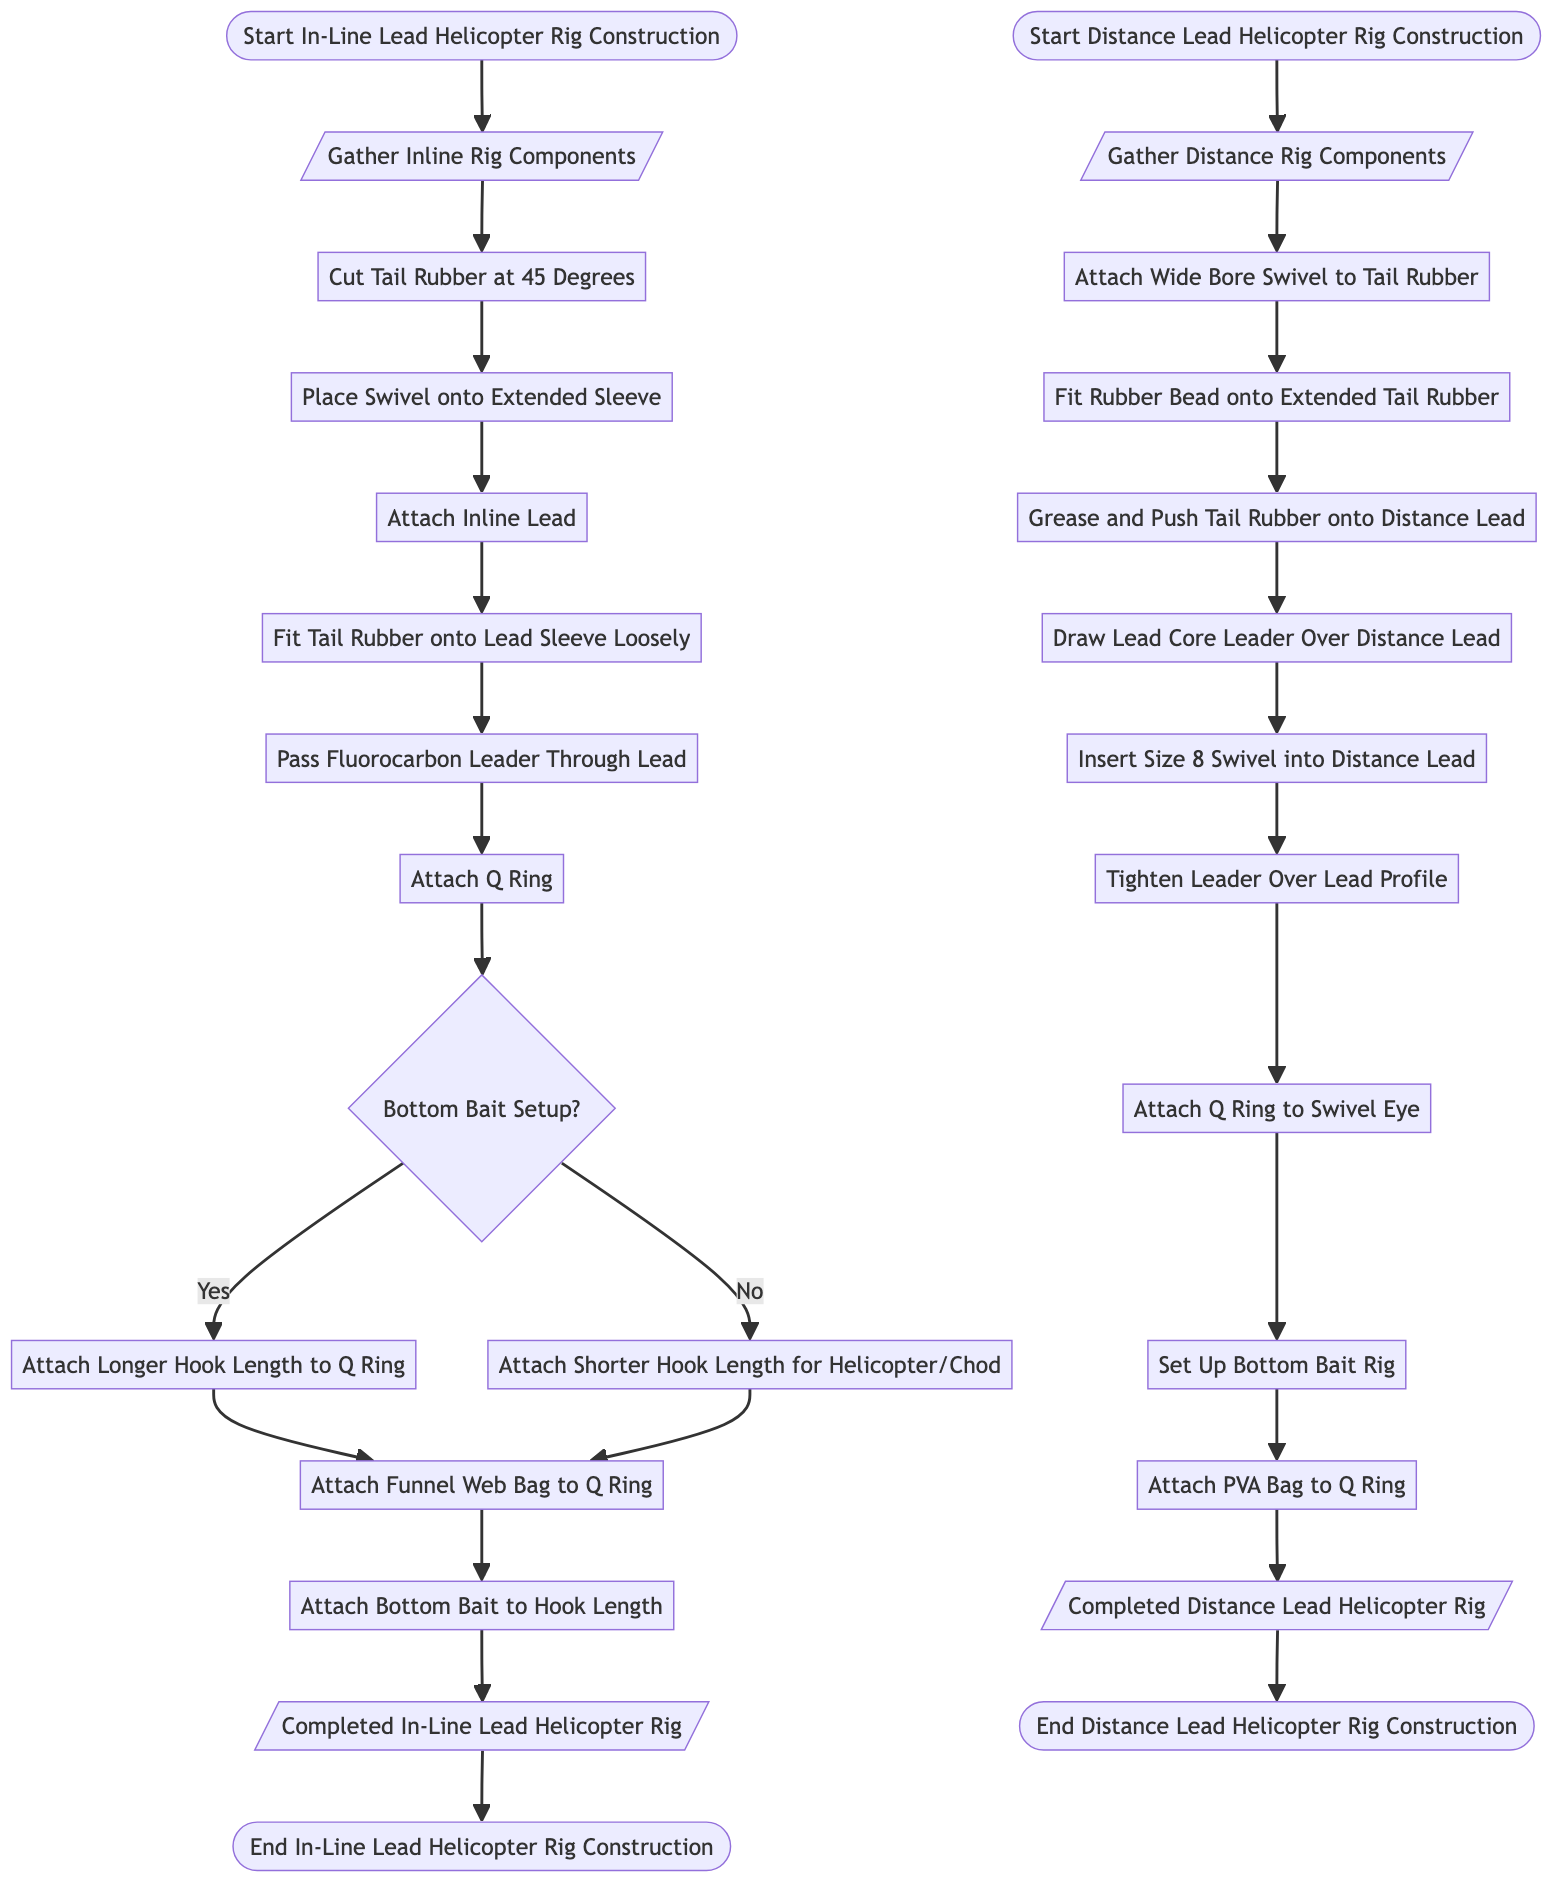 Start In-Line Lead Helicopter Rig Construction
Gather Inline Rig Components
Cut Tail Rubber at 45 Degrees
Place Swivel onto Extended Sleeve
Attach Inline Lead
Fit Tail Rubber onto Lead Sleeve Loosely
Pass Fluorocarbon Leader Through Lead
Attach Q Ring
Bottom Bait Setup?
Yes
No
Attach Longer Hook Length to Q Ring
Attach Shorter Hook Length for Helicopter/Chod
Attach Funnel Web Bag to Q Ring
Attach Bottom Bait to Hook Length
Completed In-Line Lead Helicopter Rig
End In-Line Lead Helicopter Rig Construction
Start Distance Lead Helicopter Rig Construction
Gather Distance Rig Components
Attach Wide Bore Swivel to Tail Rubber
Fit Rubber Bead onto Extended Tail Rubber
Grease and Push Tail Rubber onto Distance Lead
Draw Lead Core Leader Over Distance Lead
Insert Size 8 Swivel into Distance Lead
Tighten Leader Over Lead Profile
Attach Q Ring to Swivel Eye
Set Up Bottom Bait Rig
Attach PVA Bag to Q Ring
Completed Distance Lead Helicopter Rig
End Distance Lead Helicopter Rig Construction